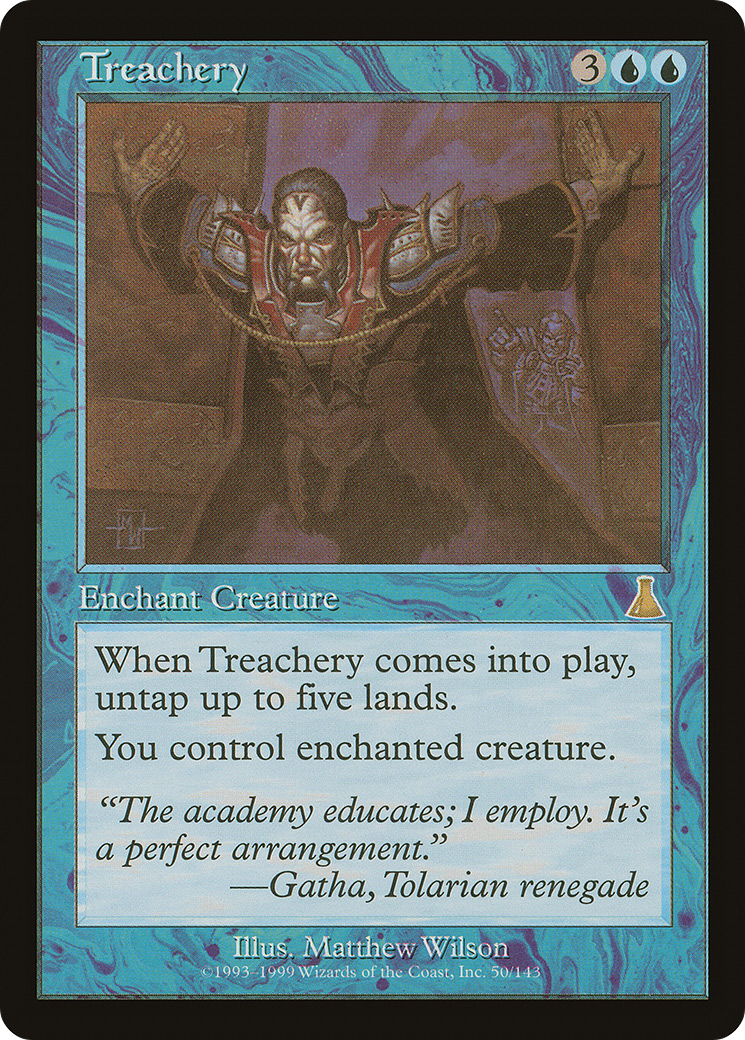 Treachery 3
MW
Enchant Creature
When Treachery comes into play,
untap up to five lands.
You control enchanted creature.
“The academy educates; I employ. It’s
a perfect arrangement.”
—Gatha, Tolarian renegade
Illus. Matthew Wilson
©1993–1999 Wizards of the Coast, Inc. 50/143